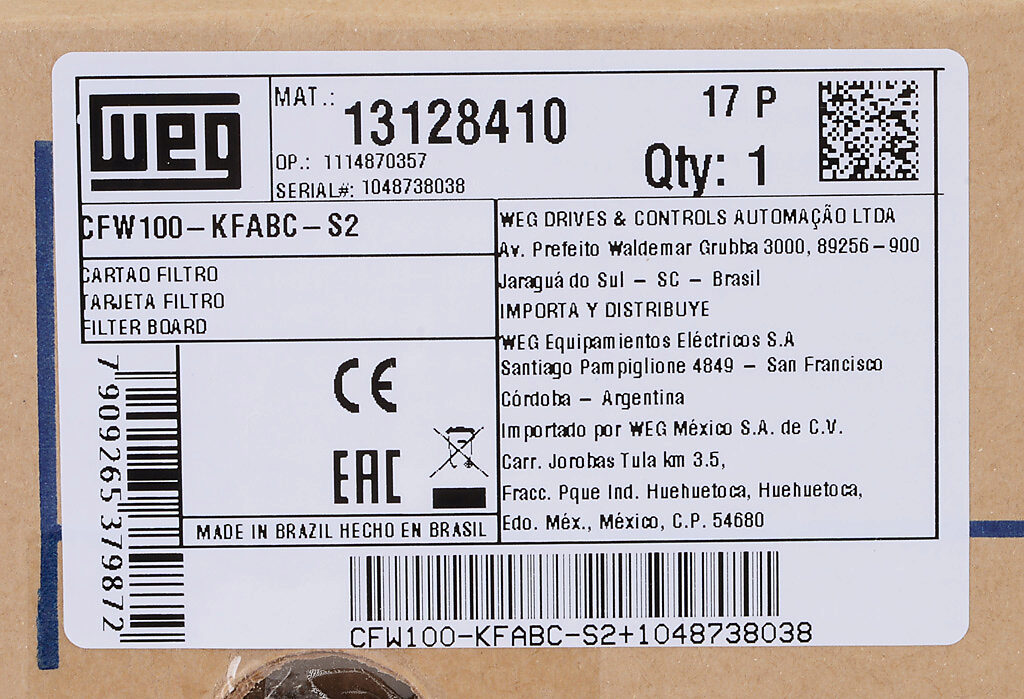 weg
MAT.: 13128410
17 P
OP.: 1114870357
Qty: 1
SERIAL#: 1048738038
CFW100-KFABC-S2
CARTAO FILTRO
TARJETA FILTRO
FILTER BOARD
WEG DRIVES & CONTROLS AUTOMAÇÃO LTDA
Av. Prefeito Waldemar Grubba 3000, 89256-900
Jaraguá do Sul - SC - Brasil
IMPORTA Y DISTRIBUYE
WEG Equipamientos Eléctricos S.A
Santiago Pampiglione 4849 - San Francisco
Córdoba - Argentina
Importado por WEG México S.A. de C.V.
Carr. Jorobas Tula km 3.5,
Fracc. Pque Ind. Huehuetoca, Huehuetoca,
Edo. Méx., México, C.P. 54680
CE
EAC
MADE IN BRAZIL HECHO EN BRASIL
7909265379872
CFW100-KFABC-S2+1048738038